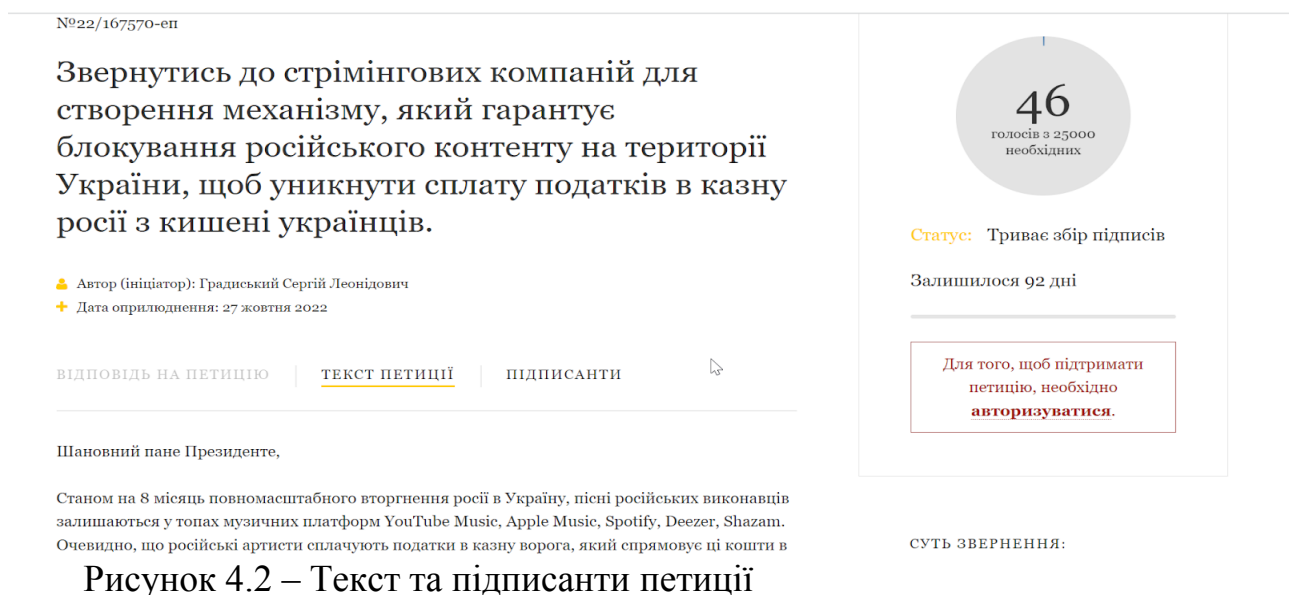 №22/167570-еп
Звернутись до стрімінгових компаній для
створення механізму, який гарантує
блокування російського контенту на території
України, щоб уникнути сплату податків в казну
росії з кишені українців.
Автор (ініціатор): Градиський Сергій Леонідович
Дата оприлюднення: 27 жовтня 2022
ВІДПОВІДЬ НА ПЕТИЦІЮ
ТЕКСТ ПЕТИЦІЇ
ПІДПИСАНТИ
Шановний пане Президенте,
Станом на 8 місяць повномасштабного вторгнення росії в Україну, пісні російських виконавців
залишаються у топах музичних платформ YouTube Music, Apple Music, Spotify, Deezer, Shazam.
Очевидно, що російські артисти сплачують податки в казну ворога, який спрямовує ці кошти в
46
голосів з 25000
необхідних
Статус: Триває збір підписів
Залишилося 92 дні
Для того, щоб підтримати
петицію, необхідно
авторизуватися.
СУТЬ ЗВЕРНЕННЯ:
Рисунок 4.2 – Текст та підписанти петиції